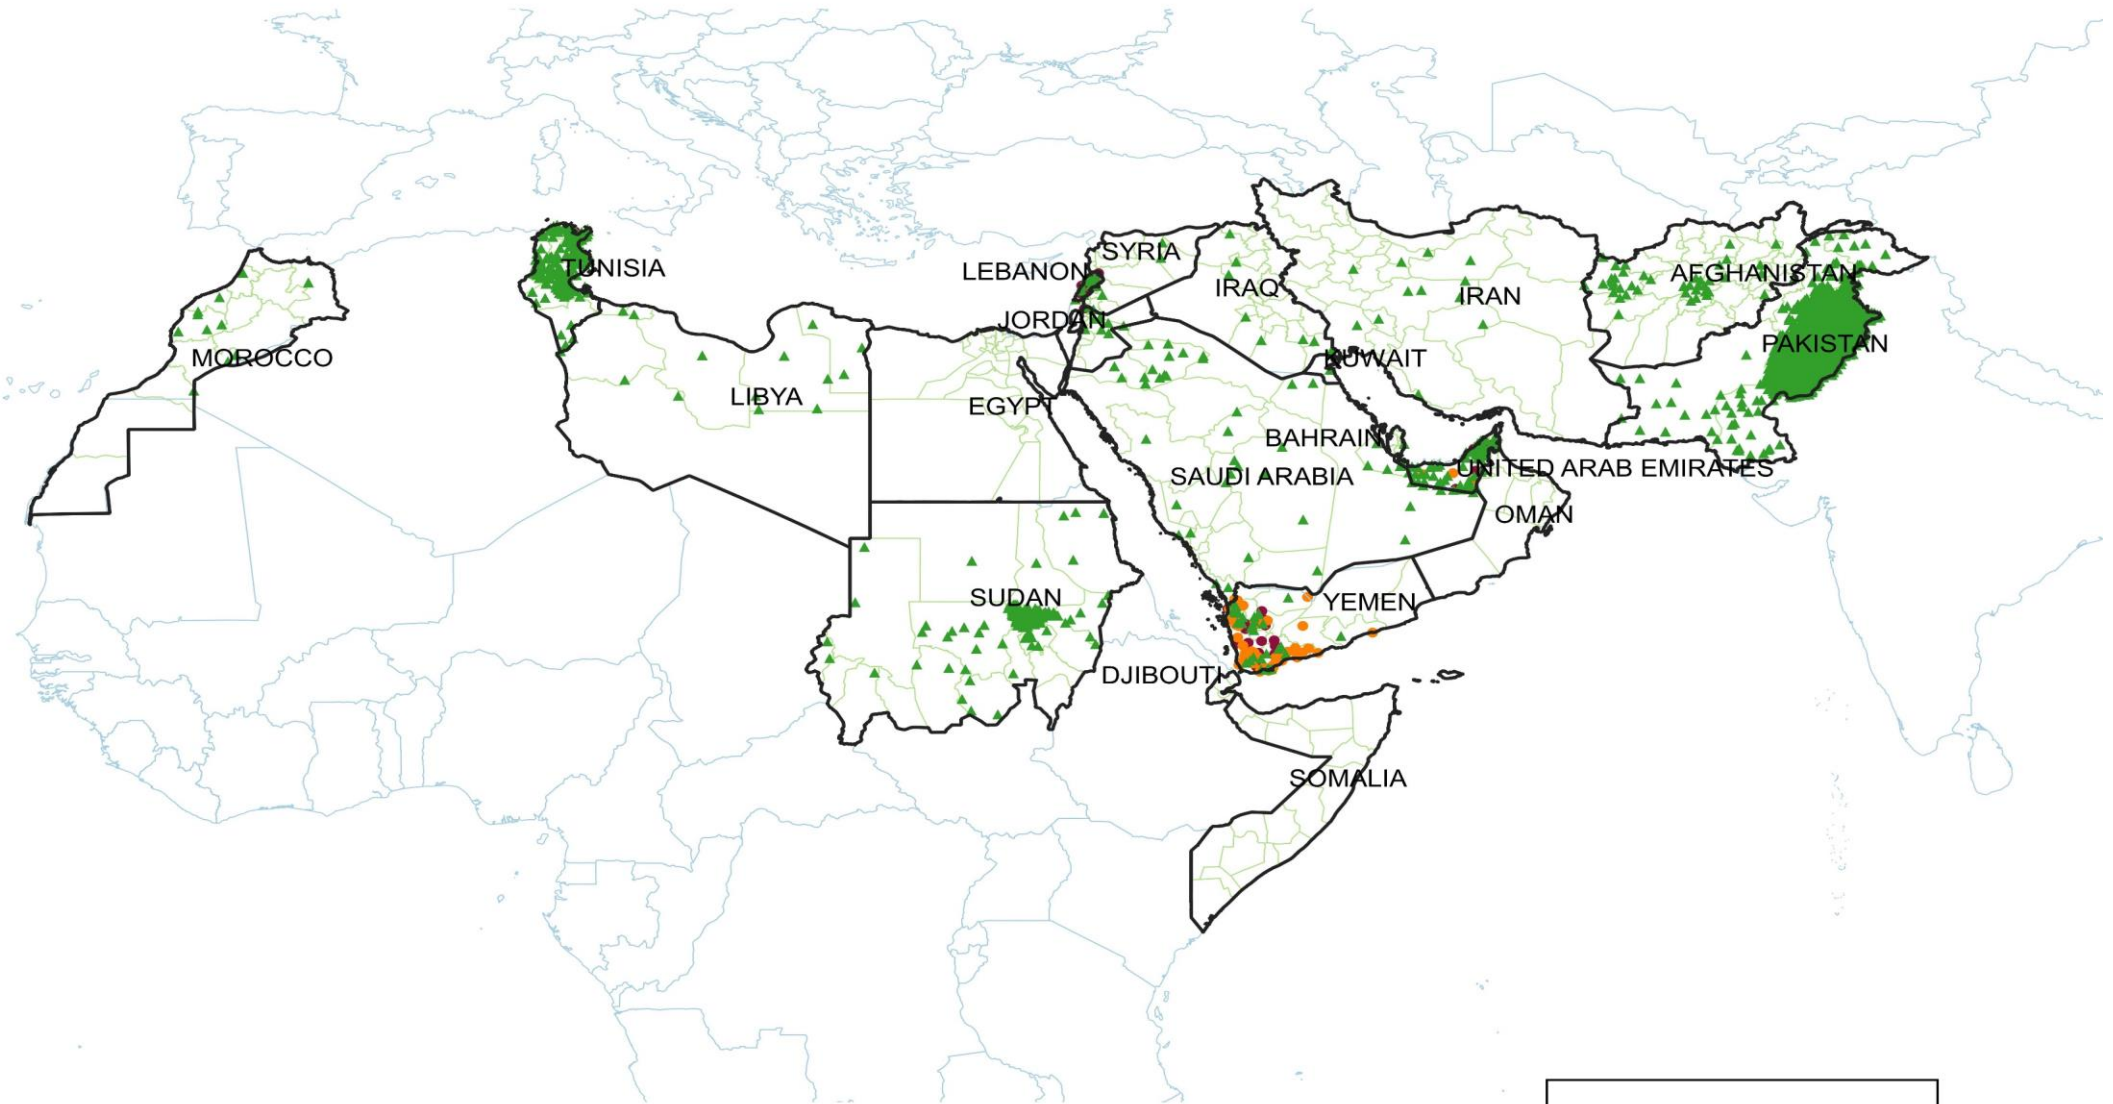 SYRIA
LEBANON
TUNISIA
AFGHANISTAN
IRAQ
IRAN
JORDAN
PAKISTAN
MOROCCO
KUWAIT
LIBYA
EGYPT
BAHRAIN
UNITED ARAB EMIRATES
SAUDI ARABIA
OMAN
SUDAN
YEMEN
DJIBOUTI
SOMALIA